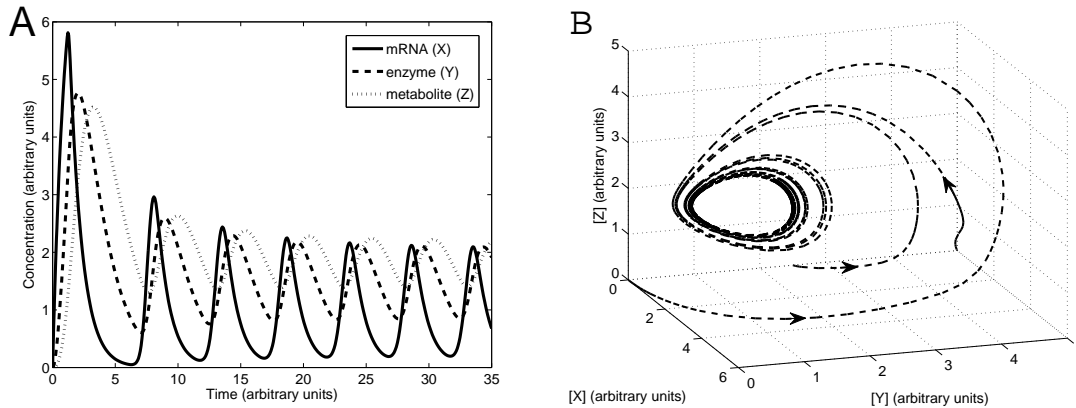 A
6
5
4
3
2
1
0
Concentration (arbitrary units)
0 5 10 15 20 25 30 35
Time (arbitrary units)
mRNA (X)
enzyme (Y)
metabolite (Z)
B
5
4
3
2
1
0
[Z] (arbitrary units)
0
2
4
6
[X] (arbitrary units)
0 1 2 3 4
[Y] (arbitrary units)